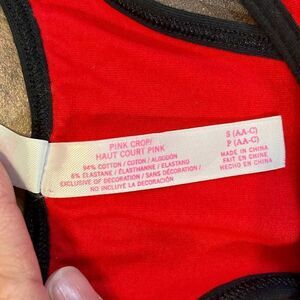 PINK CROP/
HAUT COURT PINK
94% COTTON / COTON / ALGODÓN
6% ELASTANE / ÉLASTHANNE / ELASTANO
EXCLUSIVE OF DECORATION / SANS DÉCORATION /
NO INCLUYE LA DECORACIÓN
S (AA-C)
P (AA-C)
MADE IN CHINA
FAIT EN CHINE
HECHO EN CHINA